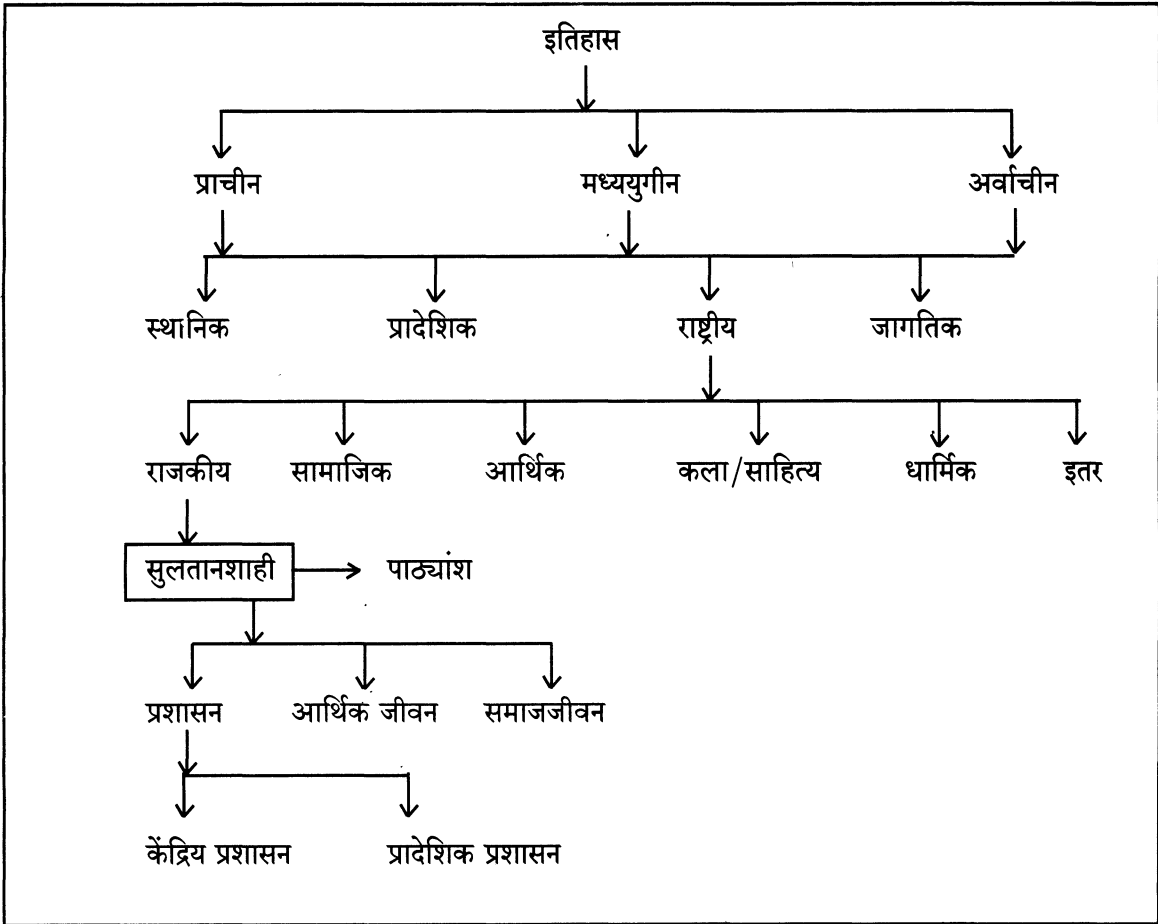 इतिहास
प्राचीन मध्ययुगीन अर्वाचीन
स्थानिक प्रादेशिक राष्ट्रीय जागतिक
राजकीय सामाजिक आर्थिक कला/साहित्य धार्मिक इतर
सुलतानशाही पाठ्यांश
प्रशासन आर्थिक जीवन समाजजीवन
केंद्रिय प्रशासन प्रादेशिक प्रशासन